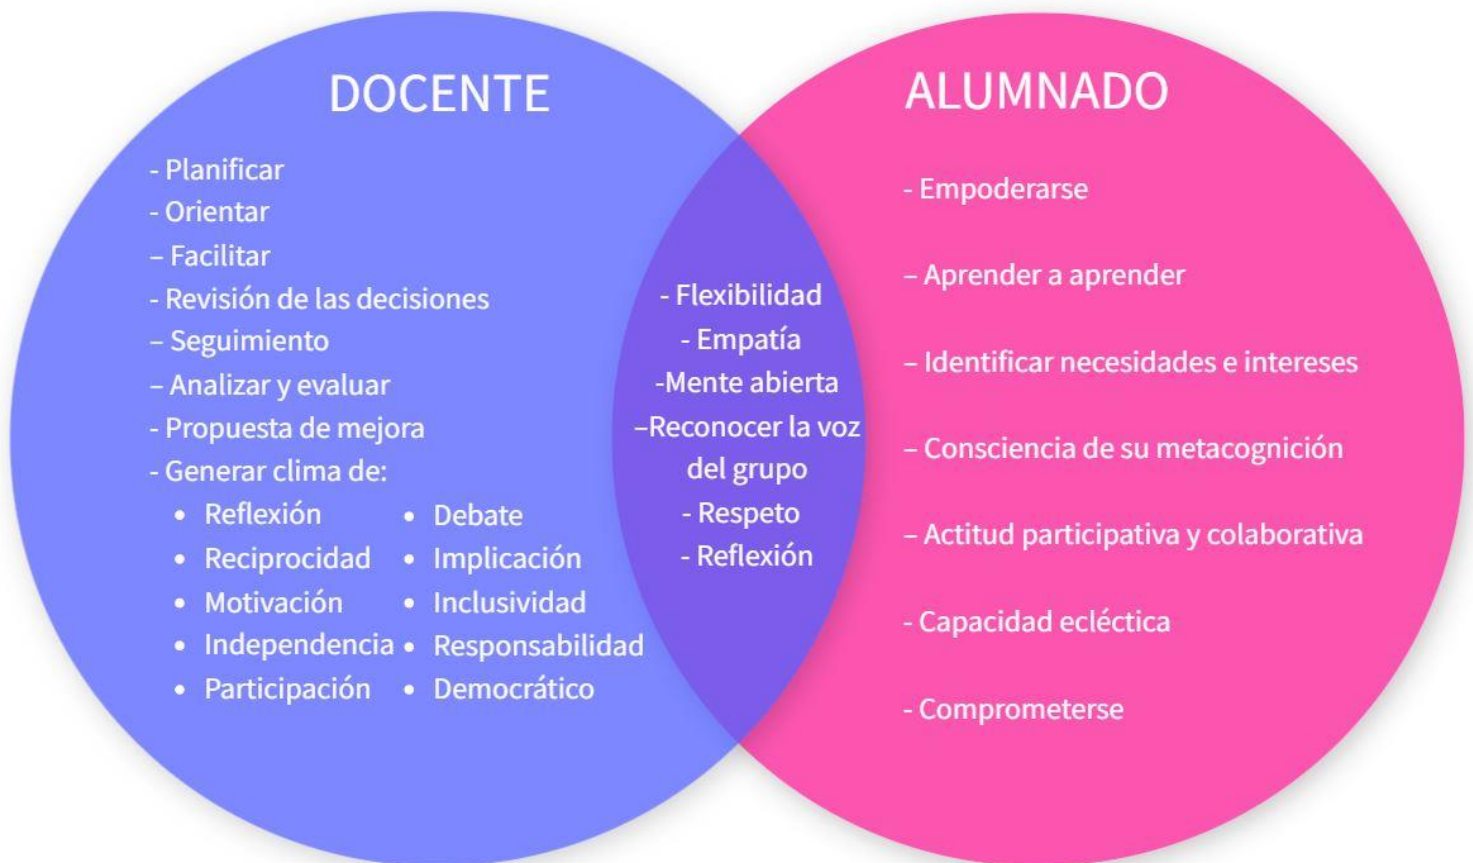 DOCENTE
- Planificar
- Orientar
– Facilitar
- Revisión de las decisiones
– Seguimiento
– Analizar y evaluar
- Propuesta de mejora
- Generar clima de:
• Reflexión
• Reciprocidad
• Motivación
• Independencia
• Participación
• Debate
• Implicación
• Inclusividad
• Responsabilidad
• Democrático
- Flexibilidad
- Empatía
-Mente abierta
–Reconocer la voz
del grupo
- Respeto
- Reflexión
ALUMNADO
- Empoderarse
– Aprender a aprender
– Identificar necesidades e intereses
– Consciencia de su metacognición
– Actitud participativa y colaborativa
- Capacidad ecléctica
- Comprometerse